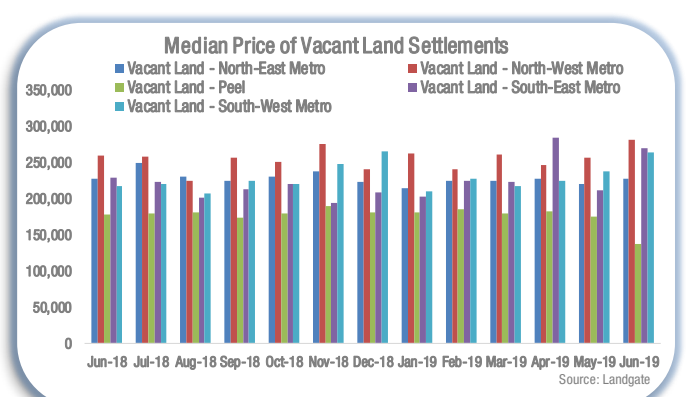 Median Price of Vacant Land Settlements
Vacant Land - North-East Metro Vacant Land - North-West Metro
Vacant Land - Peel Vacant Land - South-East Metro
Vacant Land - South-West Metro
350,000
300,000
250,000
200,000
150,000
100,000
50,000
0
Jun-18 Jul-18 Aug-18 Sep-18 Oct-18 Nov-18 Dec-18 Jan-19 Feb-19 Mar-19 Apr-19 May-19 Jun-19
Source: Landgate